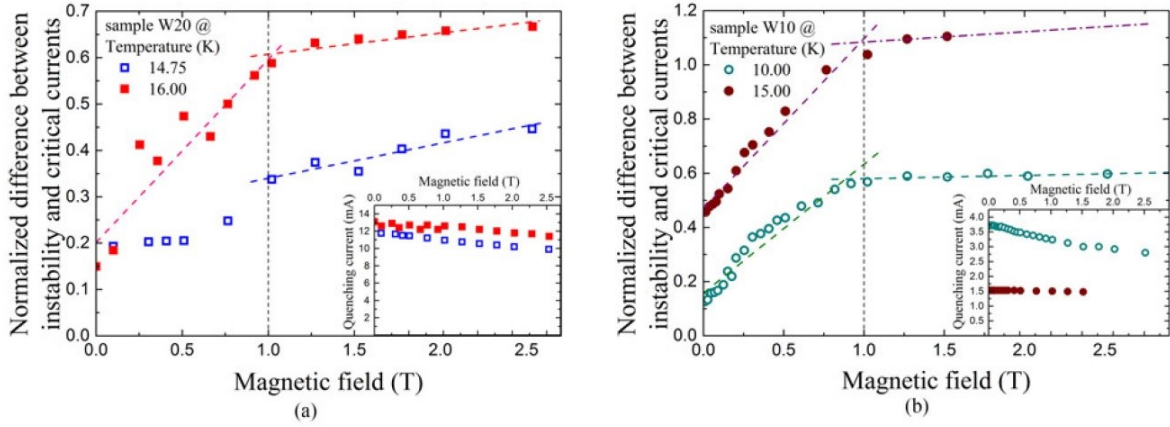 Normalized difference between
instability and critical currents
0.7
0.6
0.5
0.4
0.3
0.2
0.1
0.0
sample W20 @
Temperature (K)
14.75
16.00
Magnetic field (T)
0.0 0.5 1.0 1.5 2.0 2.5
Quenching current (mA)
14
12
10
8
6
4
2
0.0 0.5 1.0 1.5 2.0 2.5
Magnetic field (T)
(a)
Normalized difference between
instability and critical currents
1.2
1.0
0.8
0.6
0.4
0.2
0.0
sample W10 @
Temperature (K)
10.00
15.00
Magnetic field (T)
0.0 0.5 1.0 1.5 2.0 2.5
Quenching current (mA)
4.0
3.5
3.0
2.5
2.0
1.5
1.0
0.5
0.0 0.5 1.0 1.5 2.0 2.5
Magnetic field (T)
(b)